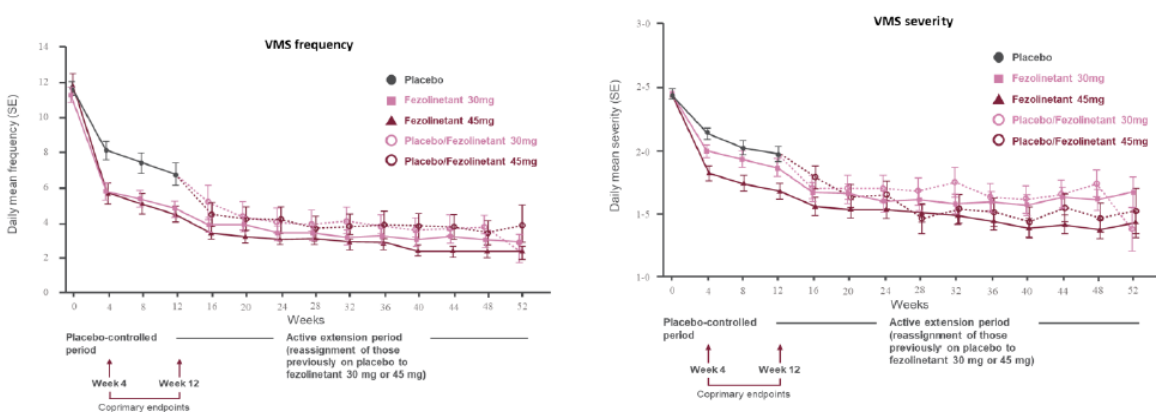 VMS frequency
Daily mean frequency (SE)
14
12
10
8
6
4
2
0
0 4 8 12 16 20 24 28 32 36 40 44 48 52
Weeks
Placebo
Fezolinetant 30mg
Fezolinetant 45mg
Placebo/Fezolinetant 30mg
Placebo/Fezolinetant 45mg
Placebo-controlled
period
Active extension period
(reassignment of those
previously on placebo to
fezolinetant 30 mg or 45 mg)
Week 4 Week 12
Coprimary endpoints
VMS severity
Daily mean severity (SE)
3-0
2-5
2-0
1-5
1-0
0 4 8 12 16 20 24 28 32 36 40 44 48 52
Weeks
Placebo
Fezolinetant 30mg
Fezolinetant 45mg
Placebo/Fezolinetant 30mg
Placebo/Fezolinetant 45mg
Placebo-controlled
period
Active extension period
(reassignment of those
previously on placebo to
fezolinetant 30 mg or 45 mg)
Week 4 Week 12
Coprimary endpoints